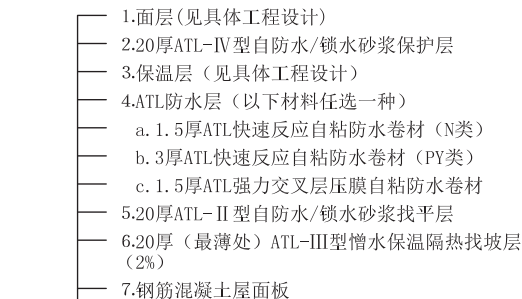 1.面层(见具体工程设计)
2.20厚ATL-Ⅳ型自防水/锁水砂浆保护层
3.保温层（见具体工程设计）
4.ATL防水层（以下材料任选一种）
a.1.5厚ATL快速反应自粘防水卷材（N类）
b.3厚ATL快速反应自粘防水卷材（PY类）
c.1.5厚ATL强力交叉层压膜自粘防水卷材
5.20厚ATL-Ⅱ型自防水/锁水砂浆找平层
6.20厚（最薄处）ATL-Ⅲ型憎水保温隔热找坡层
（2%）
7.钢筋混凝土屋面板